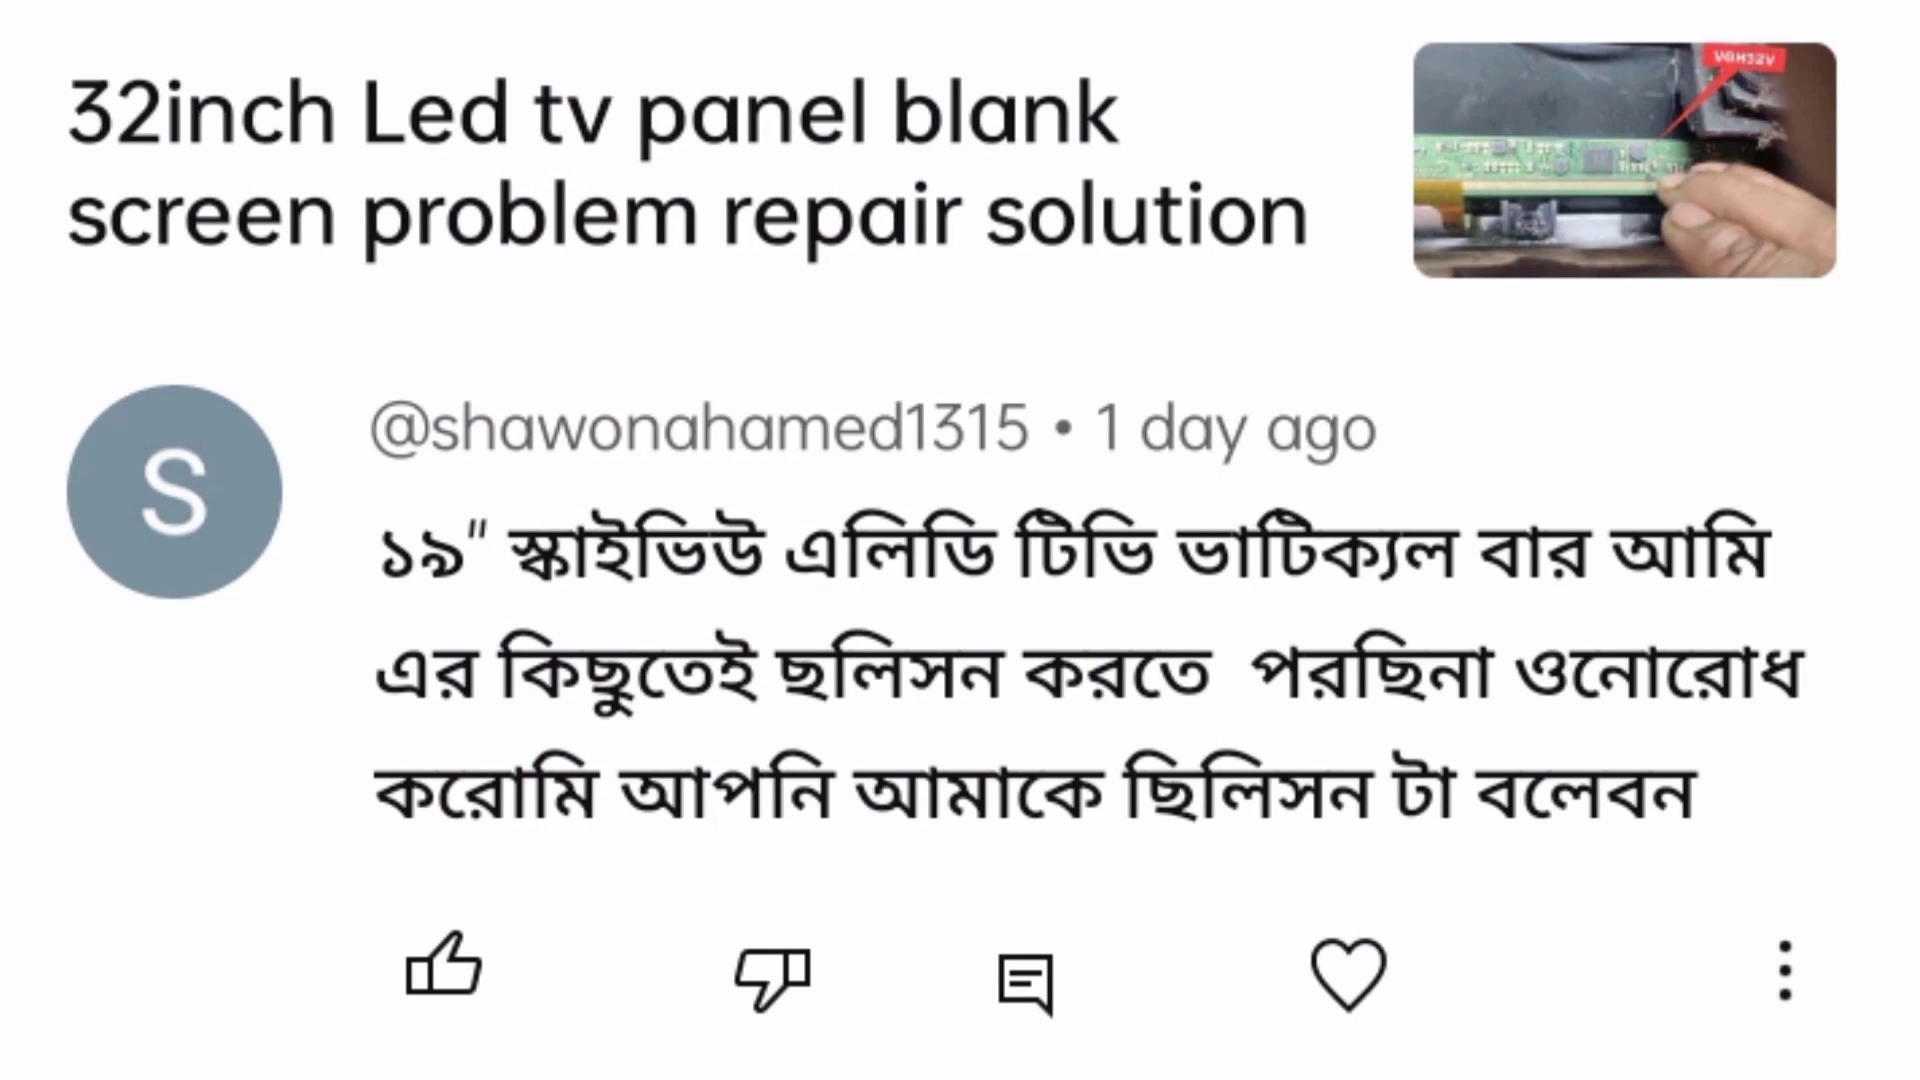 32inch Led tv panel blank
screen problem repair solution
VGH32V
S
@shawonahamed1315 • 1 day ago
১৯" স্কাইভিউ এলিডি টিভি ভাটিক্যল বার আমি
এর কিছুতেই ছলিসন করতে  পরছিনা ওনোরোধ
করোমি আপনি আমাকে ছিলিসন টা বলেবন